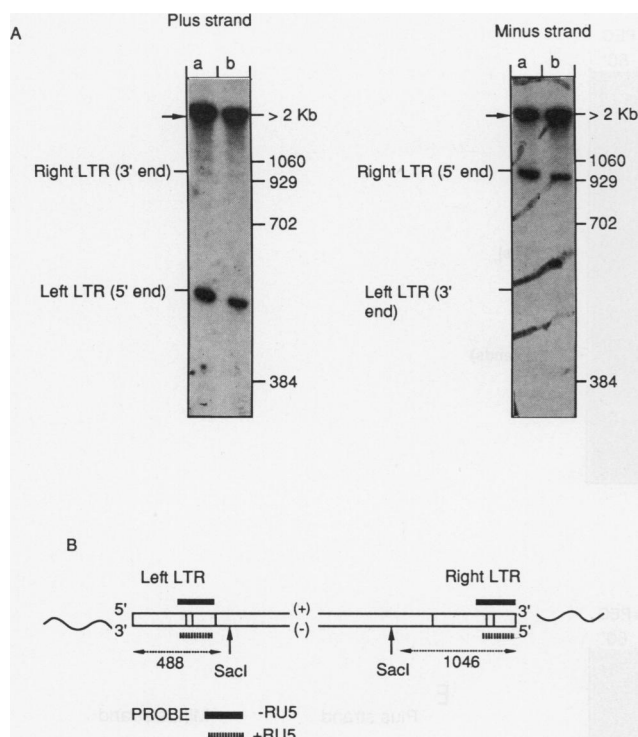 A
Plus strand
a b
> 2 Kb
1060
Right LTR (3' end)
929
702
Left LTR (5' end)
384
Minus strand
a b
> 2 Kb
1060
Right LTR (5' end)
929
702
Left LTR (3'
end)
384
B
Left LTR
Right LTR
5' (+) 3'
3' (-) 5'
488
SacI
SacI
1046
PROBE -RU5
+RU5